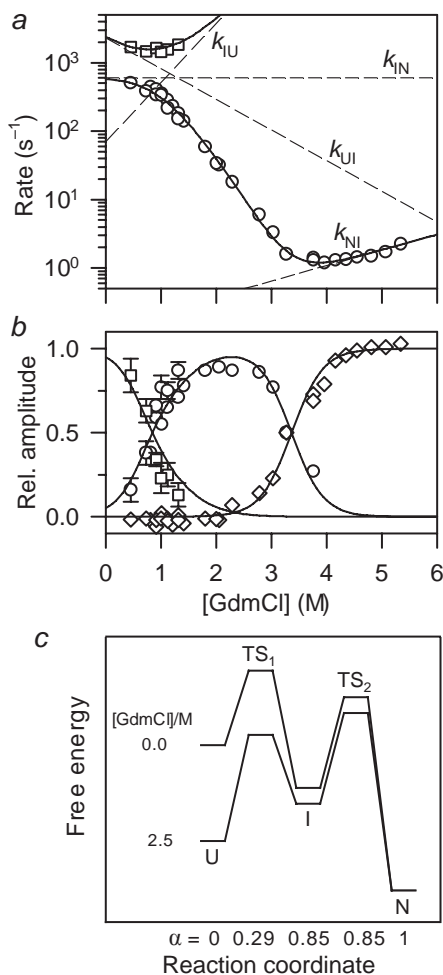 a
10³
10²
10¹
10⁰
Rate (s⁻¹)
k_IU
k_IN
k_UI
k_NI
b
1.0
0.5
0.0
Rel. amplitude
0 1 2 3 4 5 6
[GdmCl] (M)
c
TS₁
TS₂
[GdmCl]/M
0.0
I
2.5
U
N
Free energy
α = 0 0.29 0.85 0.85 1
Reaction coordinate